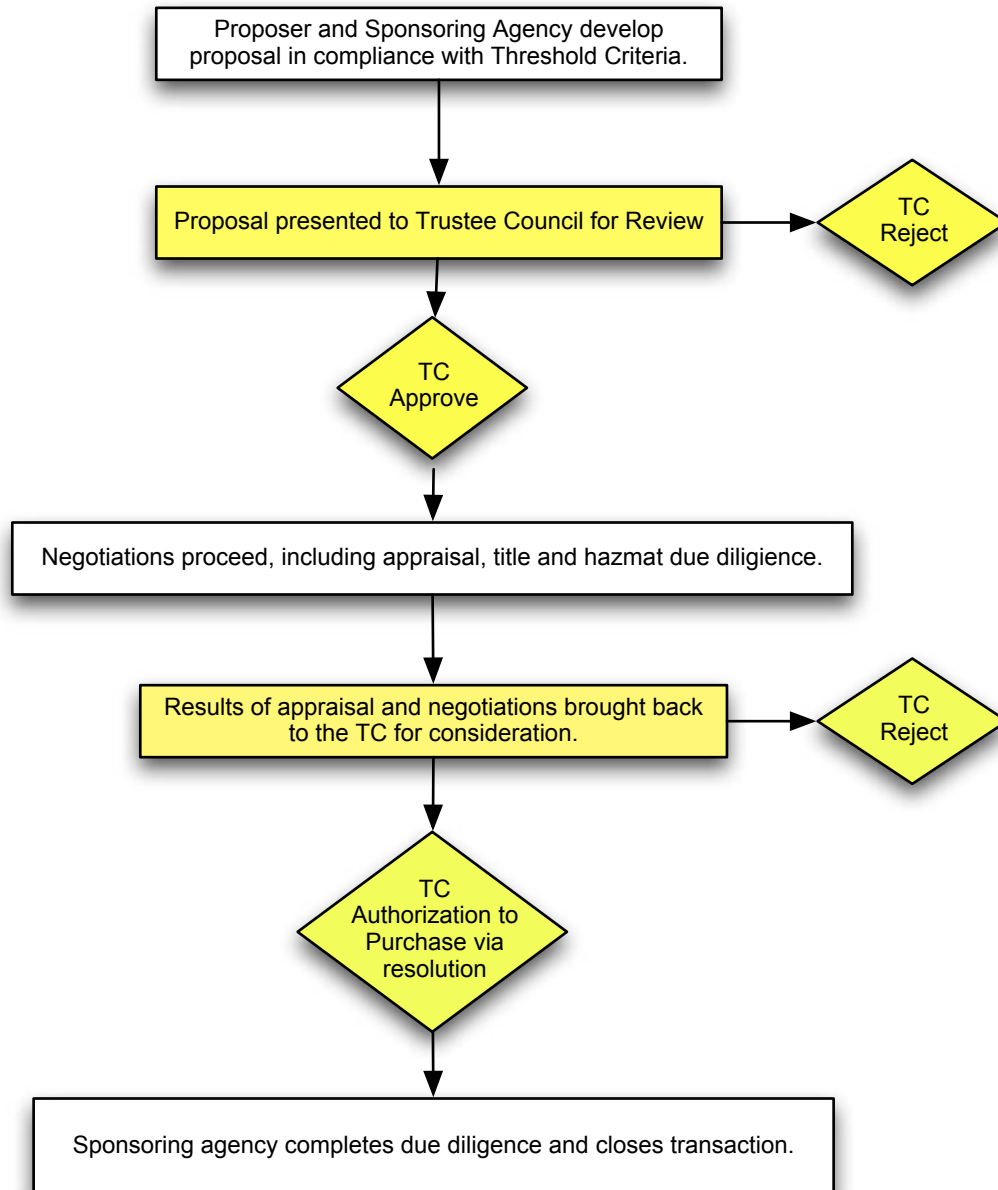 Proposer and Sponsoring Agency develop
proposal in compliance with Threshold Criteria.
Proposal presented to Trustee Council for Review
TC
Reject
TC
Approve
Negotiations proceed, including appraisal, title and hazmat due diligience.
Results of appraisal and negotiations brought back
to the TC for consideration.
TC
Reject
TC
Authorization to
Purchase via
resolution
Sponsoring agency completes due diligence and closes transaction.